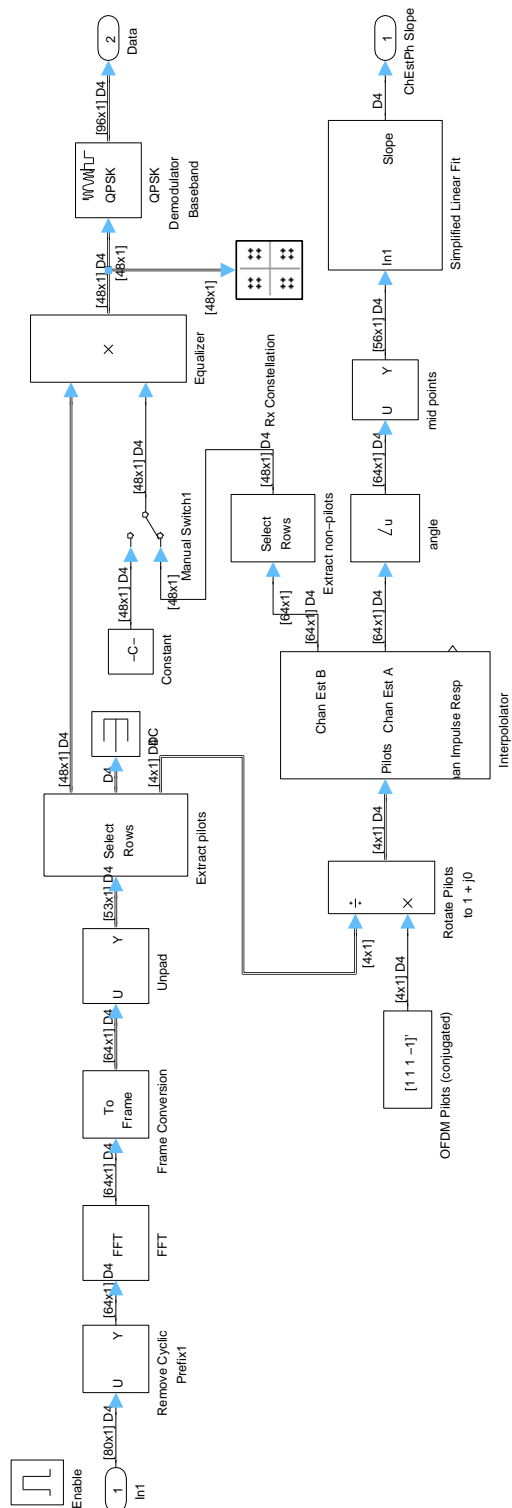 Enable
1
In1
[80x1] D4
U Y
Remove Cyclic
Prefix1
[64x1] D4
FFT
FFT
[64x1] D4
To
Frame
Frame Conversion
[64x1] D4
U Y
Unpad
[53x1] D4
Select
Rows
Extract pilots
[48x1] D4
D4
DC
[4x1] D4
-C-
Constant
[48x1] D4
[48x1]
Manual Switch1
[48x1] D4
×
Equalizer
[48x1] D4
[48x1]
QPSK
QPSK
Demodulator
Baseband
[96x1] D4
2
Data
[48x1]
Rx Constellation
[48x1] D4
Select
Rows
Extract non-pilots
[64x1]
[64x1] D4
[1 1 1 -1]'
OFDM Pilots (conjugated)
[4x1] D4
[4x1]
÷
×
Rotate Pilots
to 1 + j0
[4x1] D4
Chan Est B
Pilots Chan Est A
an Impulse Resp
Interpololator
[64x1] D4
∠u
angle
[64x1] D4
U Y
mid points
[56x1] D4
In1 Slope
Simplified Linear Fit
D4
1
ChEstPh Slope